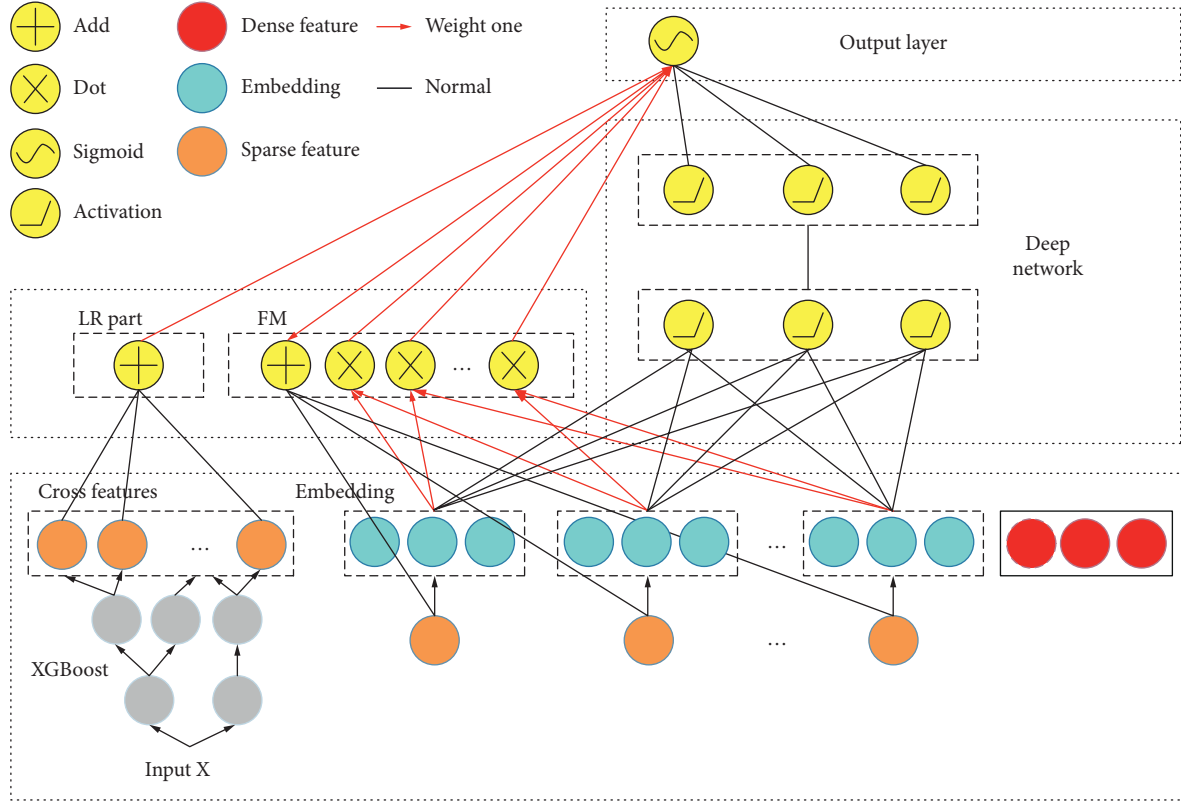 Add
Dense feature
Weight one
Dot
Embedding
Normal
Sigmoid
Sparse feature
Activation
Output layer
Deep
network
LR part
FM
...
Cross features
Embedding
...
...
XGBoost
...
Input X